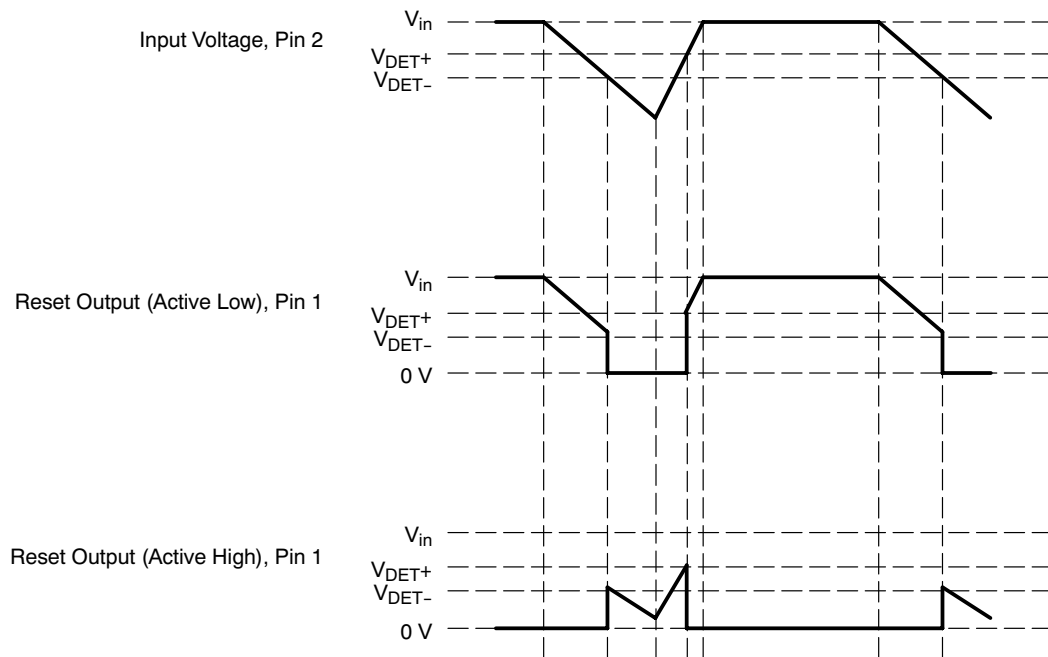 V_in
Input Voltage, Pin 2
V_DET+
V_DET–
V_in
Reset Output (Active Low), Pin 1
V_DET+
V_DET–
0 V
V_in
Reset Output (Active High), Pin 1
V_DET+
V_DET–
0 V